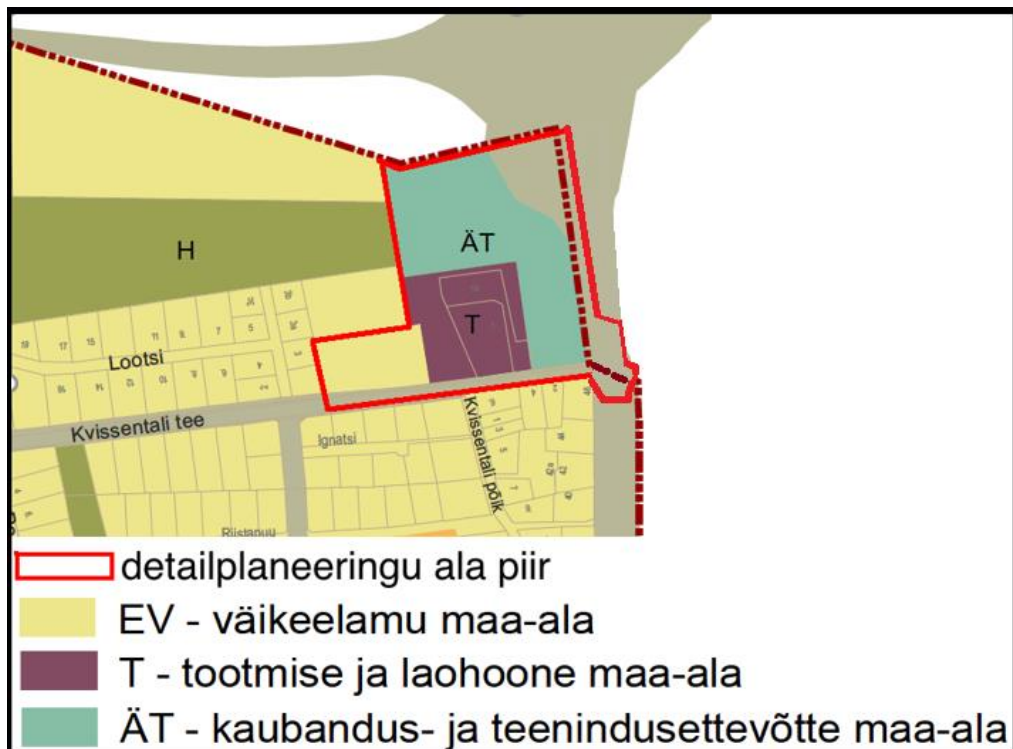 H
ÄT
T
Lootsi
Kvissentali tee
Ignatsi
Kvissentali põik
Riistapuu
detailplaneeringu ala piir
EV - väikeelamu maa-ala
T - tootmise ja laohoone maa-ala
ÄT - kaubandus- ja teenindusettevõtte maa-ala